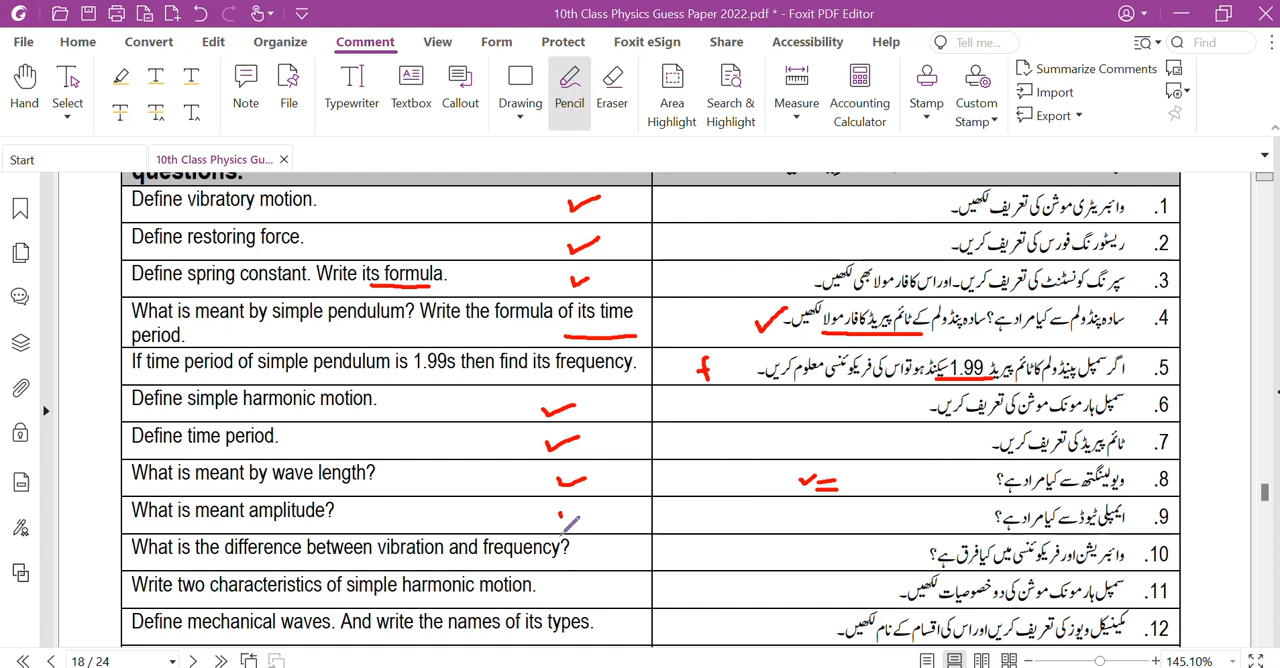 10th Class Physics Guess Paper 2022.pdf * - Foxit PDF Editor
File Home Convert Edit Organize Comment View Form Protect Foxit eSign Share Accessibility Help Tell me... Find
Hand Select Note File Typewriter Textbox Callout Drawing Pencil Eraser Area Highlight Search & Highlight Measure Accounting Calculator Stamp Custom Stamp Summarize Comments Import Export
Start 10th Class Physics Gu...
questions.
Define vibratory motion. 1. وائبریٹری موشن کی تعریف لکھیں۔
Define restoring force. 2. ریسٹورنگ فورس کی تعریف کریں۔
Define spring constant. Write its formula. 3. سپرنگ کونسٹنٹ کی تعریف کریں۔ اور اس کا فارمولا بھی لکھیں۔
What is meant by simple pendulum? Write the formula of its time 4. سادہ پنڈولم سے کیا مراد ہے؟ سادہ پنڈولم کے ٹائم پیریڈ کا فارمولا لکھیں۔
period.
If time period of simple pendulum is 1.99s then find its frequency. 5. اگر سمپل پینڈولم کا ٹائم پیریڈ 1.99 سیکنڈ ہو تو اس کی فریکوئنسی معلوم کریں۔
Define simple harmonic motion. 6. سمپل ہارمونک موشن کی تعریف کریں۔
Define time period. 7. ٹائم پیریڈ کی تعریف کریں۔
What is meant by wave length? 8. ویولینگتھ سے کیا مراد ہے؟
What is meant amplitude? 9. ایمپلی ٹیوڈ سے کیا مراد ہے؟
What is the difference between vibration and frequency? 10. وائبریشن اور فریکوئنسی میں کیا فرق ہے؟
Write two characteristics of simple harmonic motion. 11. سمپل ہارمونک موشن کی دو خصوصیات لکھیں۔
Define mechanical waves. And write the names of its types. 12. مکینیکل ویوز کی تعریف کریں اور اس کی اقسام کے نام لکھیں۔
18 / 24 145.10%